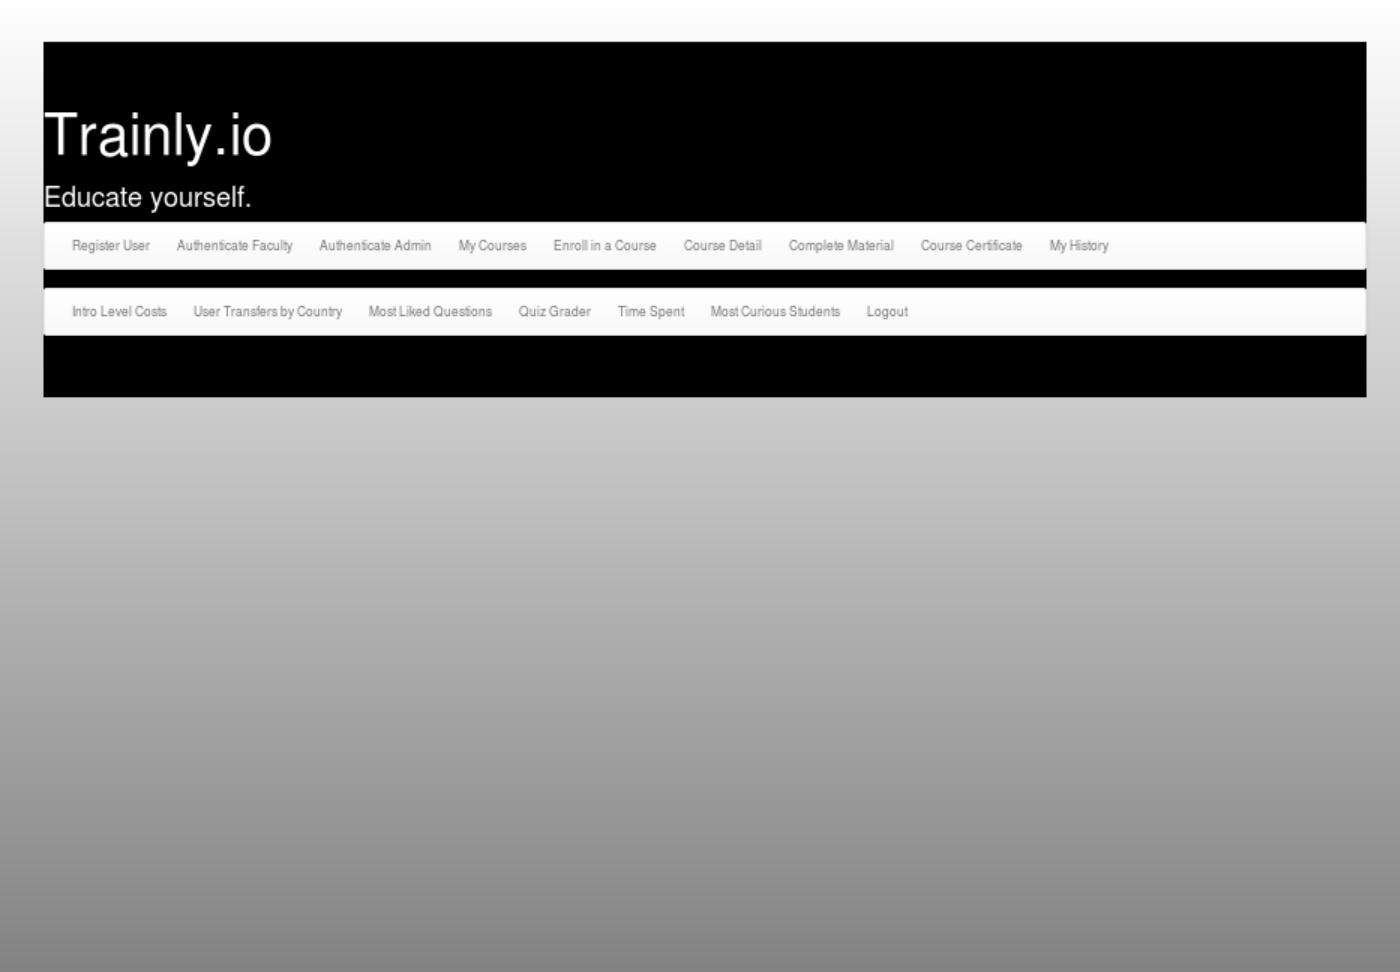 Trainly.io
Educate yourself.
Register User Authenticate Faculty Authenticate Admin My Courses Enroll in a Course Course Detail Complete Material Course Certificate My History
Intro Level Costs User Transfers by Country Most Liked Questions Quiz Grader Time Spent Most Curious Students Logout